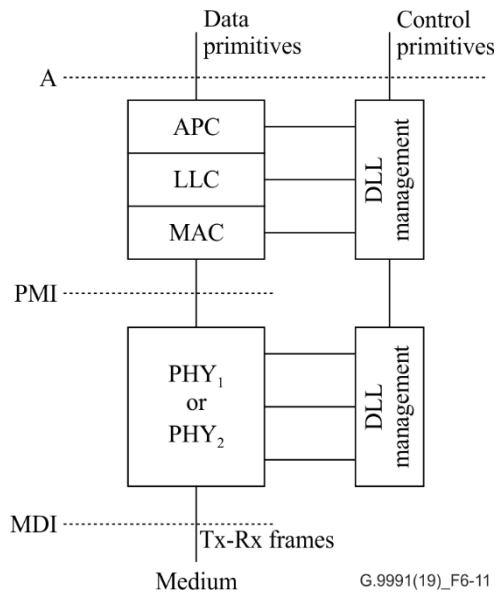 Data
primitives
Control
primitives
A
APC
LLC
MAC
DLL
management
PMI
PHY₁
or
PHY₂
DLL
management
MDI
Tx-Rx frames
Medium
G.9991(19)_F6-11